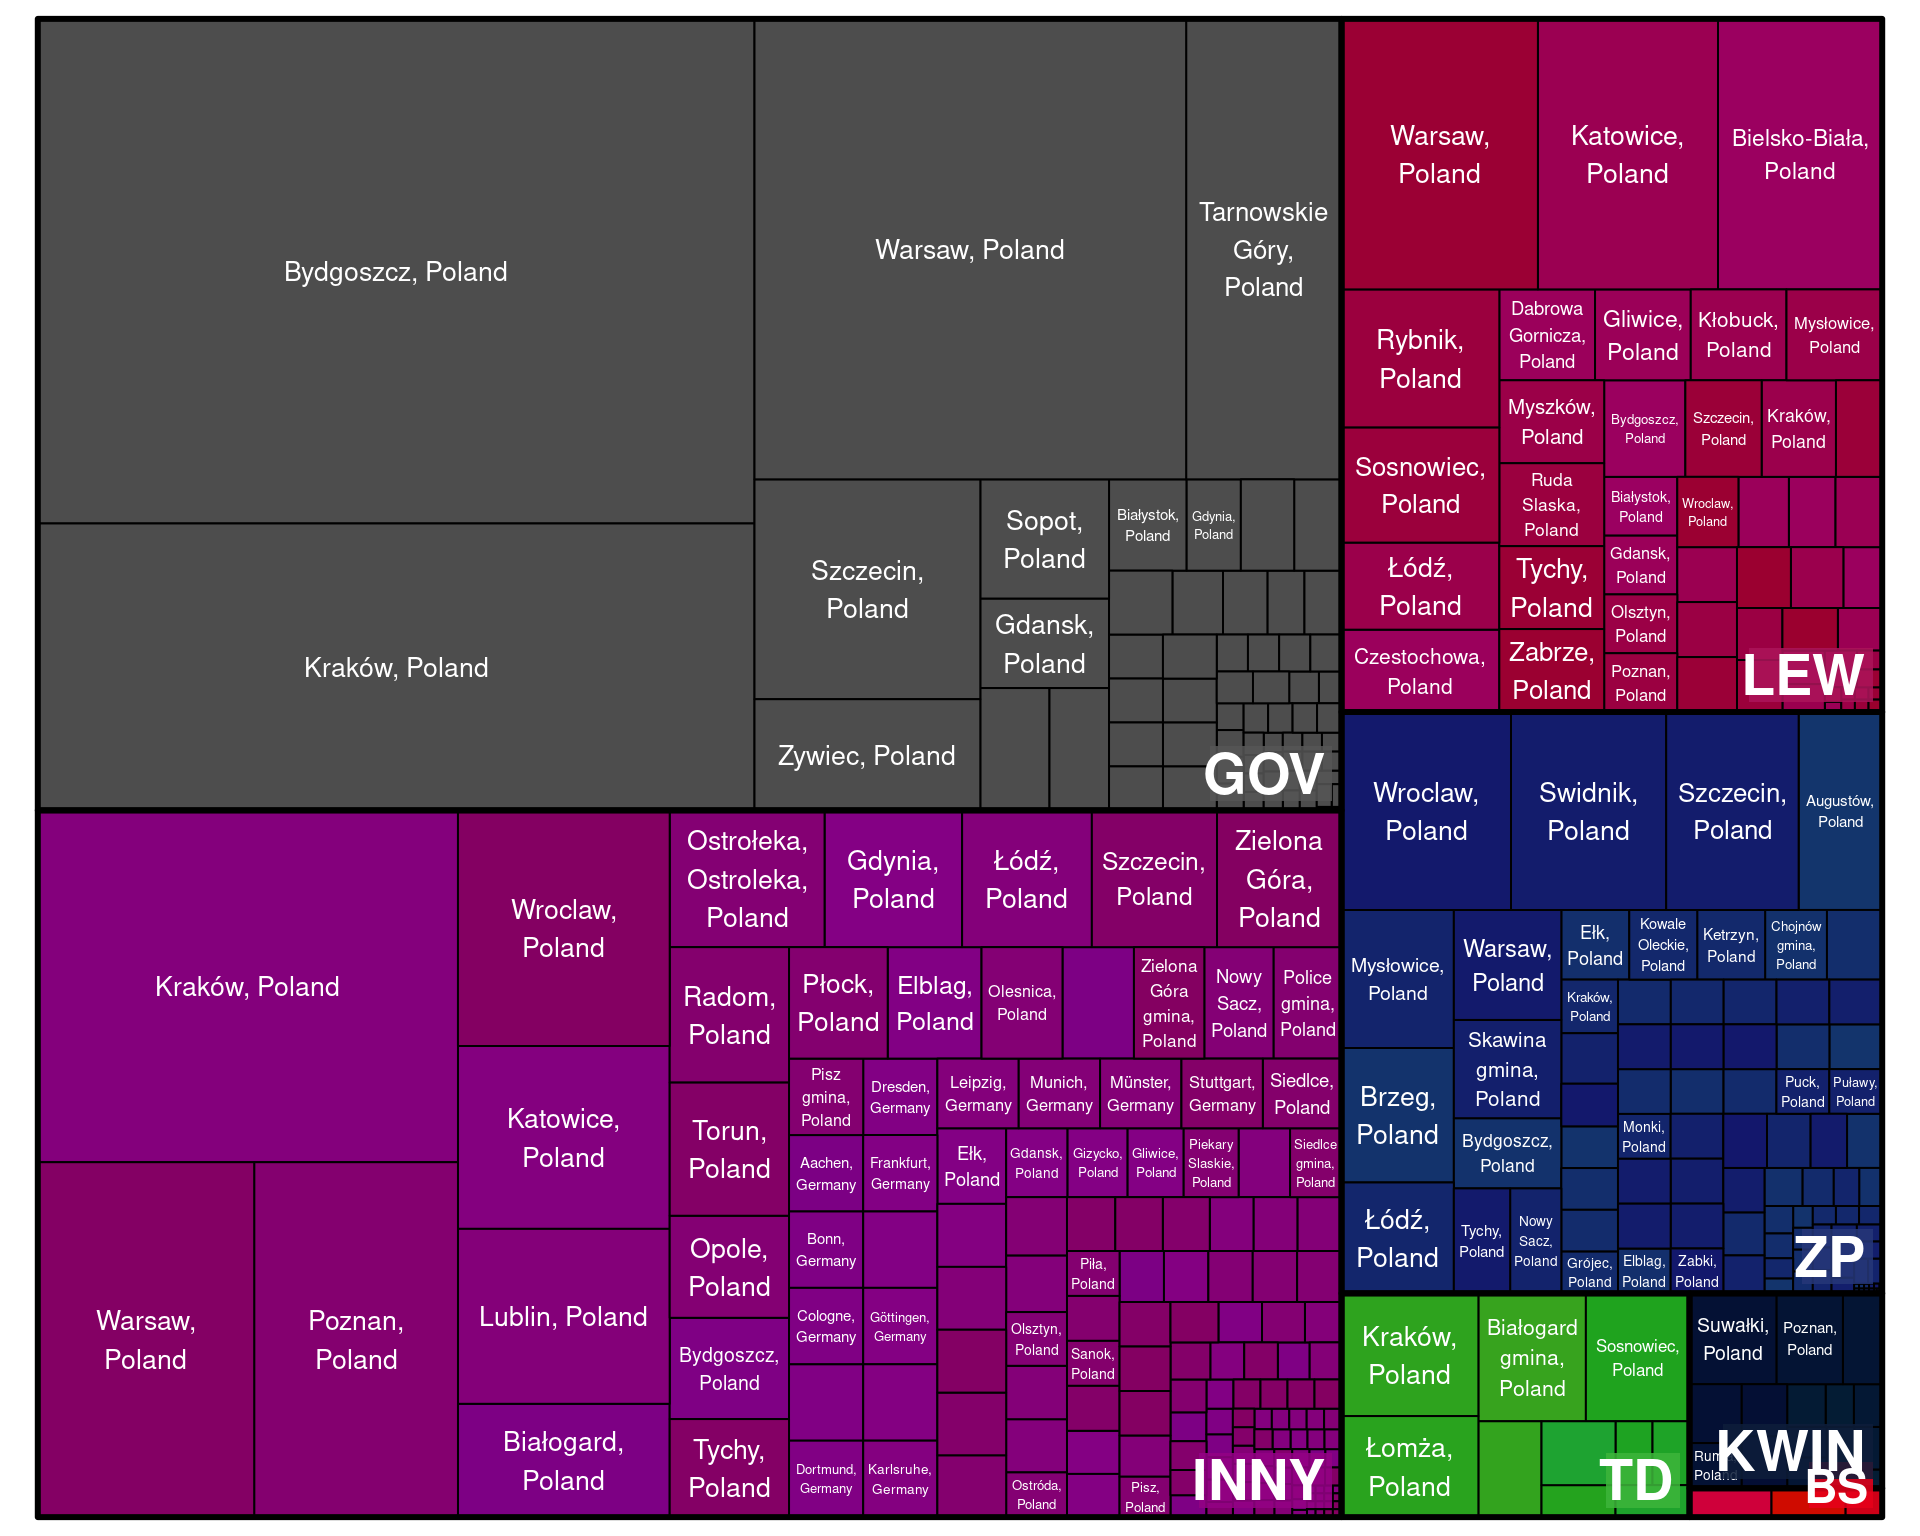 Bydgoszcz, Poland
Kraków, Poland
Warsaw, Poland
Tarnowskie
Góry,
Poland
Szczecin,
Poland
Zywiec, Poland
Sopot,
Poland
Gdansk,
Poland
Białystok,
Poland
Gdynia,
Poland
GOV
Warsaw,
Poland
Katowice,
Poland
Bielsko-Biała,
Poland
Rybnik,
Poland
Sosnowiec,
Poland
Łódź,
Poland
Czestochowa,
Poland
Dabrowa
Gornicza,
Poland
Gliwice,
Poland
Kłobuck,
Poland
Mysłowice,
Poland
Myszków,
Poland
Ruda
Slaska,
Poland
Tychy,
Poland
Zabrze,
Poland
Bydgoszcz,
Poland
Szczecin,
Poland
Kraków,
Poland
Białystok,
Poland
Wroclaw,
Poland
Gdansk,
Poland
Olsztyn,
Poland
Poznan,
Poland
LEW
Kraków, Poland
Warsaw,
Poland
Poznan,
Poland
Wroclaw,
Poland
Katowice,
Poland
Lublin, Poland
Białogard,
Poland
Ostrołeka,
Ostroleka,
Poland
Gdynia,
Poland
Łódź,
Poland
Szczecin,
Poland
Zielona
Góra,
Poland
Radom,
Poland
Torun,
Poland
Opole,
Poland
Bydgoszcz,
Poland
Tychy,
Poland
Płock,
Poland
Elblag,
Poland
Olesnica,
Poland
Zielona
Góra
gmina,
Poland
Nowy
Sacz,
Poland
Police
gmina,
Poland
Pisz
gmina,
Poland
Dresden,
Germany
Leipzig,
Germany
Munich,
Germany
Münster,
Germany
Stuttgart,
Germany
Siedlce,
Poland
Aachen,
Germany
Frankfurt,
Germany
Bonn,
Germany
Cologne,
Germany
Göttingen,
Germany
Dortmund,
Germany
Karlsruhe,
Germany
Ełk,
Poland
Gdansk,
Poland
Gizycko,
Poland
Gliwice,
Poland
Piekary
Slaskie,
Poland
Siedlce
gmina,
Poland
Piła,
Poland
Olsztyn,
Poland
Sanok,
Poland
Ostróda,
Poland
Pisz,
Poland
INNY
Wroclaw,
Poland
Swidnik,
Poland
Szczecin,
Poland
Augustów,
Poland
Mysłowice,
Poland
Brzeg,
Poland
Łódź,
Poland
Warsaw,
Poland
Skawina
gmina,
Poland
Bydgoszcz,
Poland
Tychy,
Poland
Nowy
Sacz,
Poland
Ełk,
Poland
Kowale
Oleckie,
Poland
Ketrzyn,
Poland
Chojnów
gmina,
Poland
Kraków,
Poland
Puck,
Poland
Puławy,
Poland
Monki,
Poland
Grójec,
Poland
Elblag,
Poland
Zabki,
Poland
ZP
Kraków,
Poland
Łomża,
Poland
Białogard
gmina,
Poland
Sosnowiec,
Poland
TD
Suwałki,
Poland
Poznan,
Poland
Poland
KWIN
BS